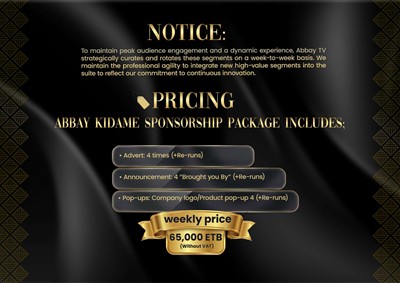 NOTICE:
To maintain peak audience engagement and a dynamic experience, Abbay TV
strategically curates and rotates these segments on a week-to-week basis. We
maintain the professional agility to integrate new high-value segments into the
suite to reflect our commitment to continuous innovation.
PRICING
ABBAY KIDAME SPONSORSHIP PACKAGE INCLUDES:
• Advert: 4 times (+Re-runs)
• Announcement: 4 “Brought you By” (+Re-runs)
• Pop-ups: Company logo/Product pop-up 4 (+Re-runs)
weekly price
65,000 ETB
(Without VAT)